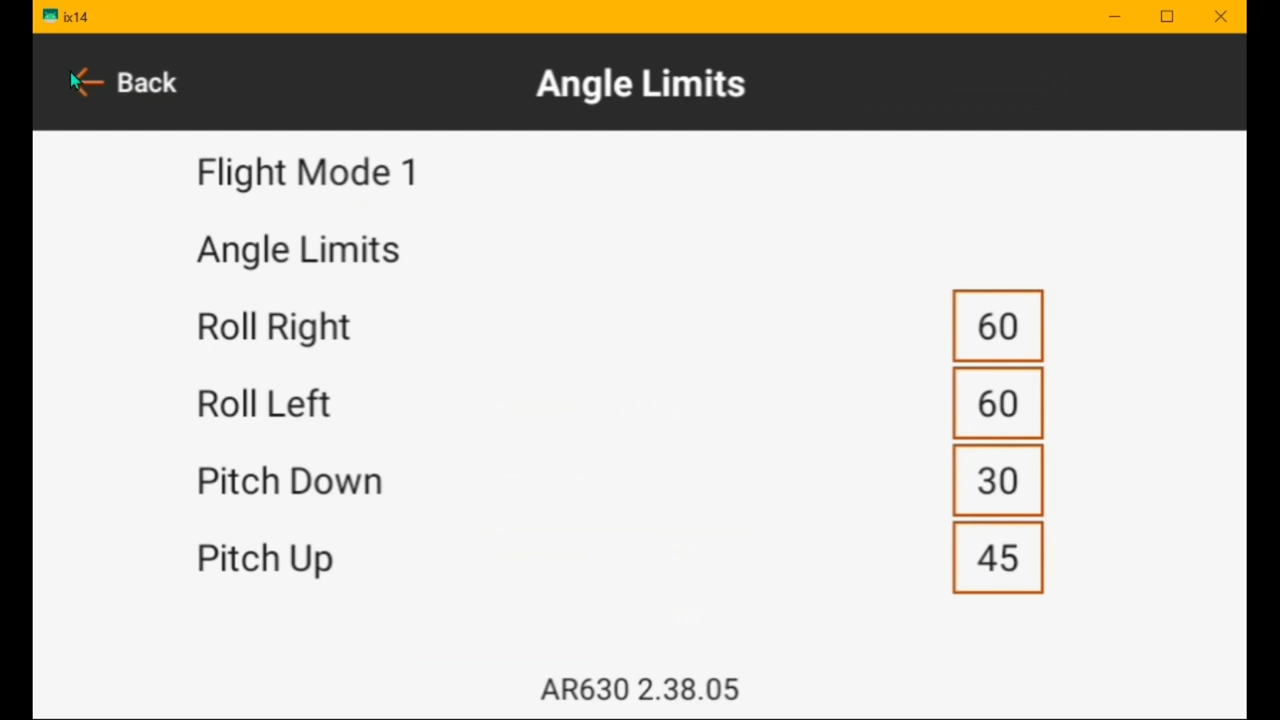 ix14
Back
Angle Limits
Flight Mode 1
Angle Limits
Roll Right 60
Roll Left 60
Pitch Down 30
Pitch Up 45
AR630 2.38.05